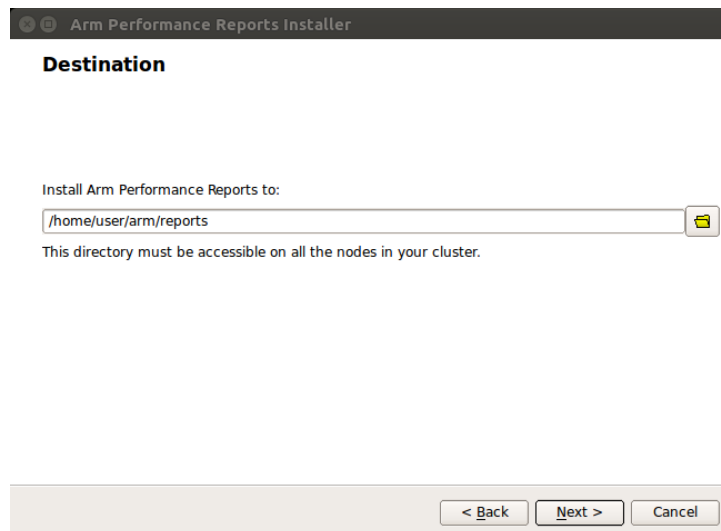 Arm Performance Reports Installer
Destination
Install Arm Performance Reports to:
/home/user/arm/reports
This directory must be accessible on all the nodes in your cluster.
< Back Next > Cancel